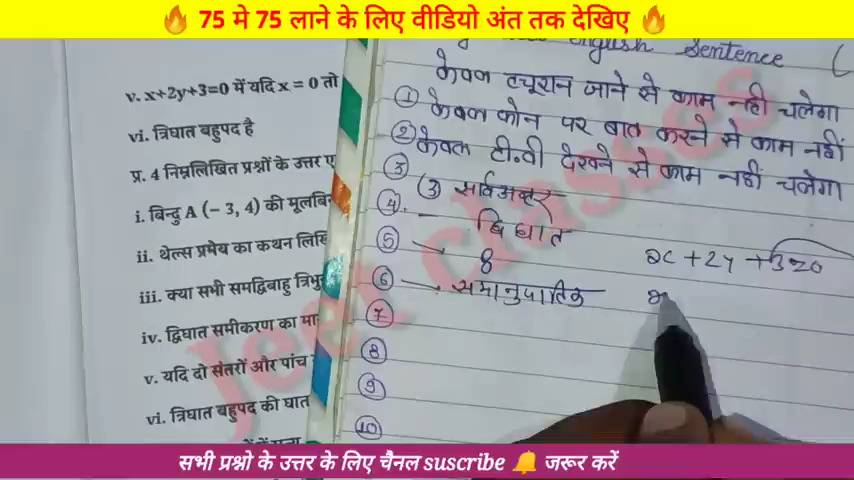 🔥 75 मे 75 लाने के लिए वीडियो अंत तक देखिए 🔥
v. x+2y+3=0 में यदि x = 0 तो
vi. त्रिघात बहुपद है
प्र. 4 निम्नलिखित प्रश्नों के उत्तर ए
i. बिन्दु A (– 3, 4) की मूलबिन
ii. थेल्स प्रमेय का कथन लिखि
iii. क्या सभी समद्विबाहु त्रिभु
iv. द्विघात समीकरण का मा
v. यदि दो संतरों और पांच
vi. त्रिघात बहुपद की घात
English Sentence (
केवल ट्यूशन जाने से काम नही चलेगा
① केवल फोन पर बात करने से काम नहीं
② केवल टी.वी देखने से काम नहीं चलेगा
③ (3)
④ द्विघात
⑤ 8
⑥ समानुपातिक
⑦
⑧
⑨
⑩
x + 2y + 3=0
x
Jeet classes
सभी प्रश्नो के उत्तर के लिए चैनल suscribe 🔔 जरूर करें